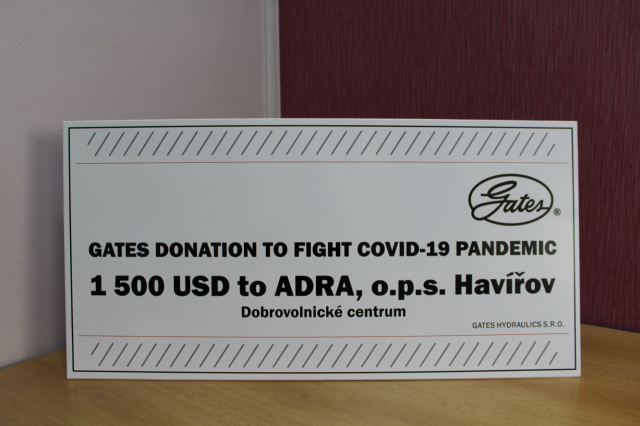 Gates®
GATES DONATION TO FIGHT COVID-19 PANDEMIC
1 500 USD to ADRA, o.p.s. Havířov
Dobrovolnické centrum
GATES HYDRAULICS S.R.O.